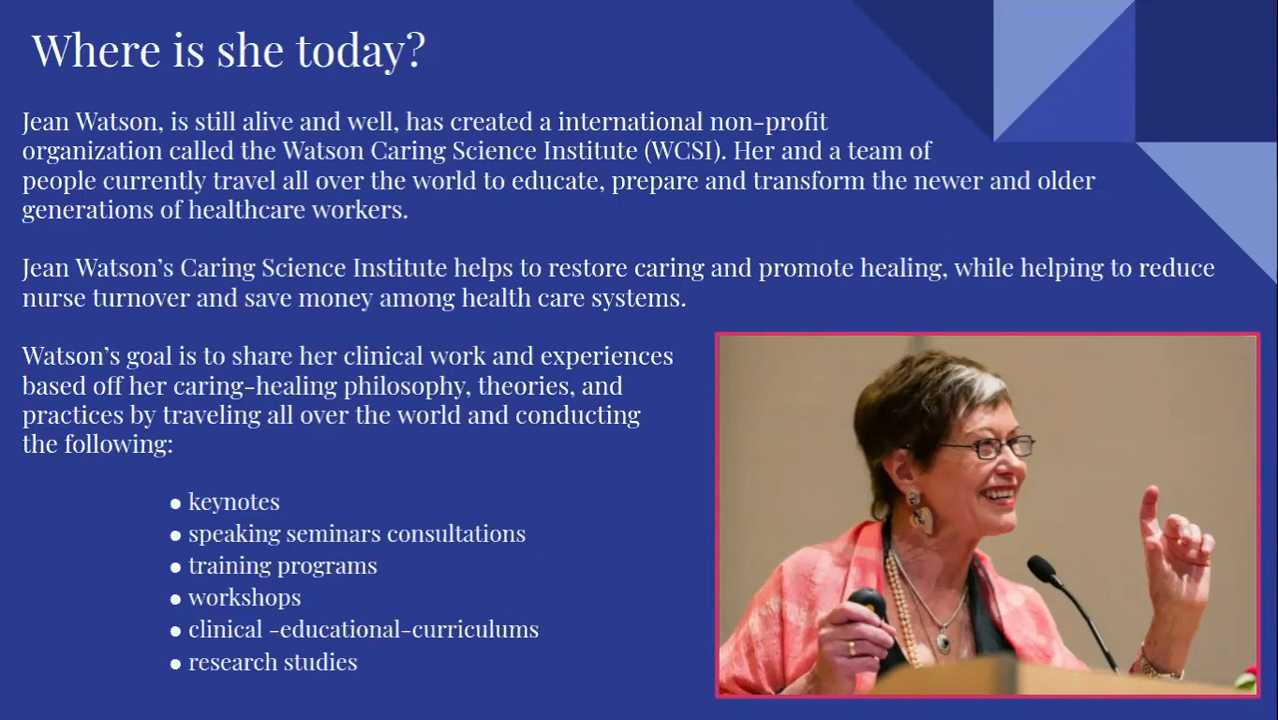 Where is she today?
Jean Watson, is still alive and well, has created a international non-profit
organization called the Watson Caring Science Institute (WCSI). Her and a team of
people currently travel all over the world to educate, prepare and transform the newer and older
generations of healthcare workers.
Jean Watson’s Caring Science Institute helps to restore caring and promote healing, while helping to reduce
nurse turnover and save money among health care systems.
Watson’s goal is to share her clinical work and experiences
based off her caring-healing philosophy, theories, and
practices by traveling all over the world and conducting
the following:
● keynotes
● speaking seminars consultations
● training programs
● workshops
● clinical -educational-curriculums
● research studies